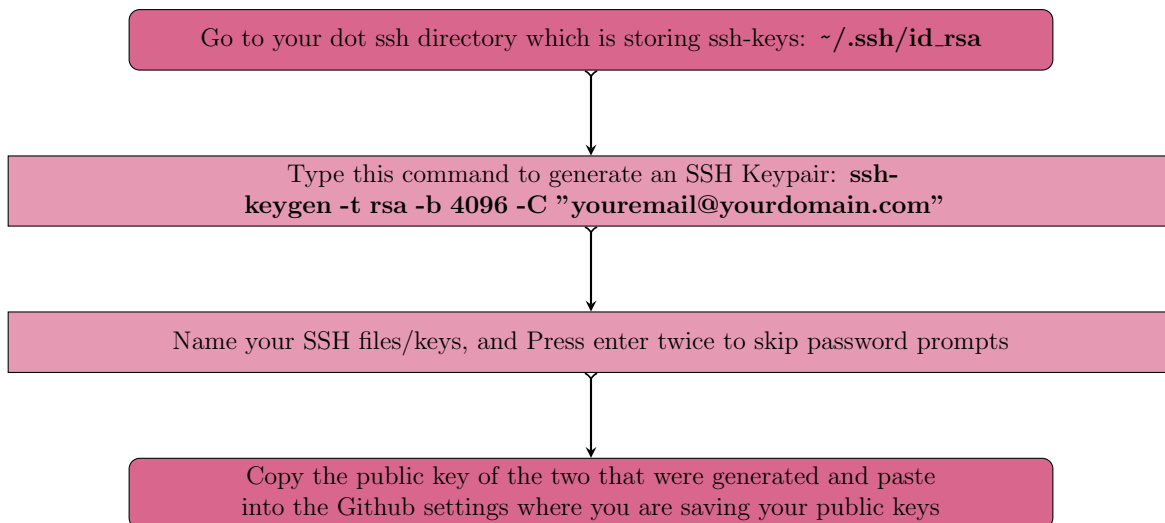 Go to your dot ssh directory which is storing ssh-keys: ~/.ssh/id_rsa
Type this command to generate an SSH Keypair: ssh-
keygen -t rsa -b 4096 -C ”youremail@yourdomain.com”
Name your SSH files/keys, and Press enter twice to skip password prompts
Copy the public key of the two that were generated and paste
into the Github settings where you are saving your public keys